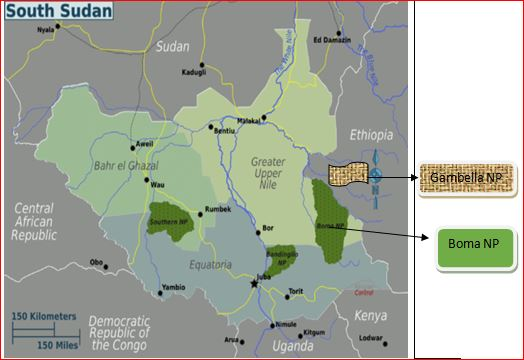 South Sudan
Nyala
Sudan
Ed Damazin
The White Nile
The Blue Nile
Kadugli
Malakal
Bentiu
Ethiopia
Aweil
Bahr el Ghazal
Greater
Upper
Nile
Wau
N
Gambella NP
Southern NP
Rumbek
Boma NP
Boma NP
Central
African
Republic
Bor
Equatoria
Bandingilo
NP
Obo
Juba
Yambio
Torit
Control
150 Kilometers
150 Miles
Democratic
Republic of
the Congo
Nimule
Kitgum
Kenya
Arua
Uganda
Lodwar